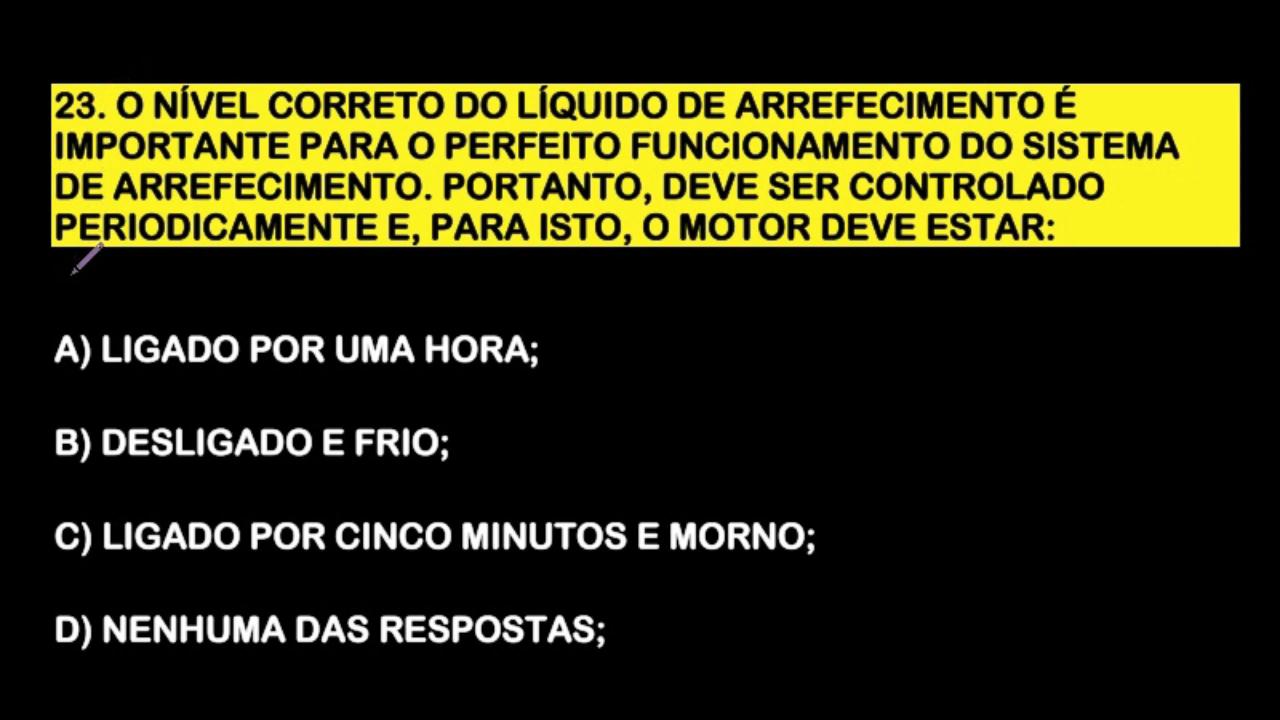 23. O NÍVEL CORRETO DO LÍQUIDO DE ARREFECIMENTO É
IMPORTANTE PARA O PERFEITO FUNCIONAMENTO DO SISTEMA
DE ARREFECIMENTO. PORTANTO, DEVE SER CONTROLADO
PERIODICAMENTE E, PARA ISTO, O MOTOR DEVE ESTAR:
A) LIGADO POR UMA HORA;
B) DESLIGADO E FRIO;
C) LIGADO POR CINCO MINUTOS E MORNO;
D) NENHUMA DAS RESPOSTAS;